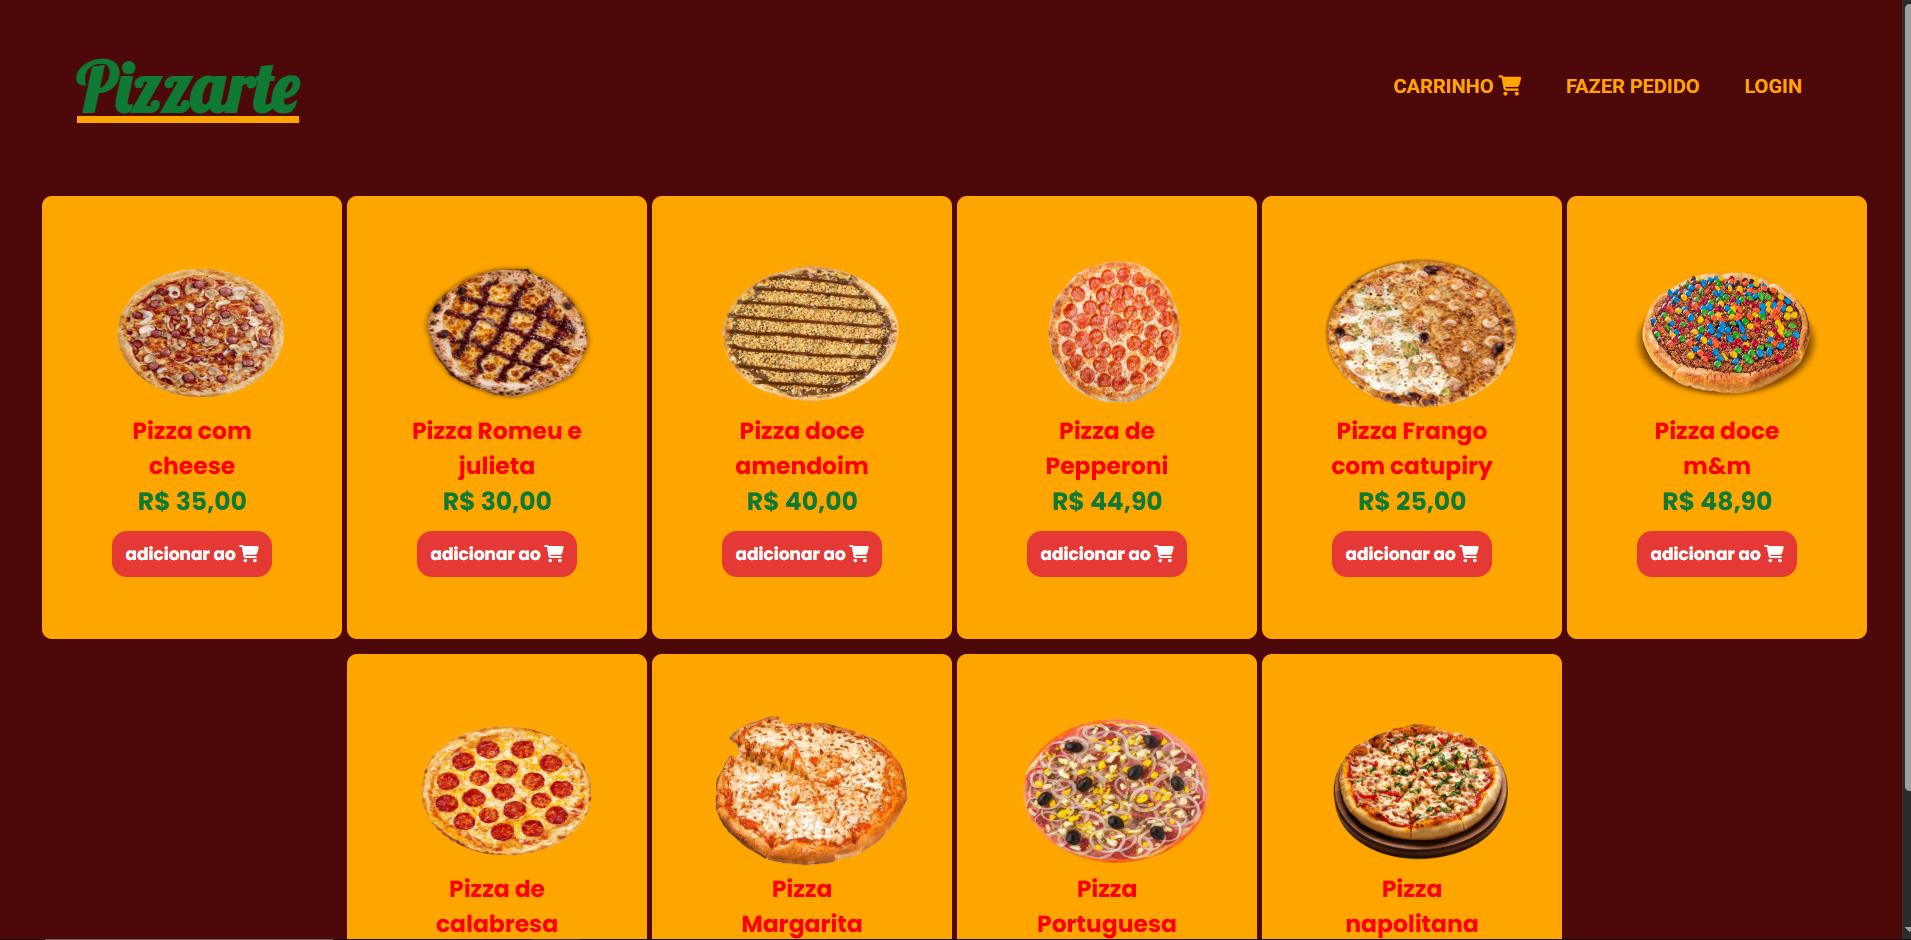 Pizzarte
CARRINHO
FAZER PEDIDO
LOGIN
Pizza com
cheese
R$ 35,00
adicionar ao
Pizza Romeu e
julieta
R$ 30,00
adicionar ao
Pizza doce
amendoim
R$ 40,00
adicionar ao
Pizza de
Pepperoni
R$ 44,90
adicionar ao
Pizza Frango
com catupiry
R$ 25,00
adicionar ao
Pizza doce
m&m
R$ 48,90
adicionar ao
Pizza de
calabresa
Pizza
Margarita
Pizza
Portuguesa
Pizza
napolitana